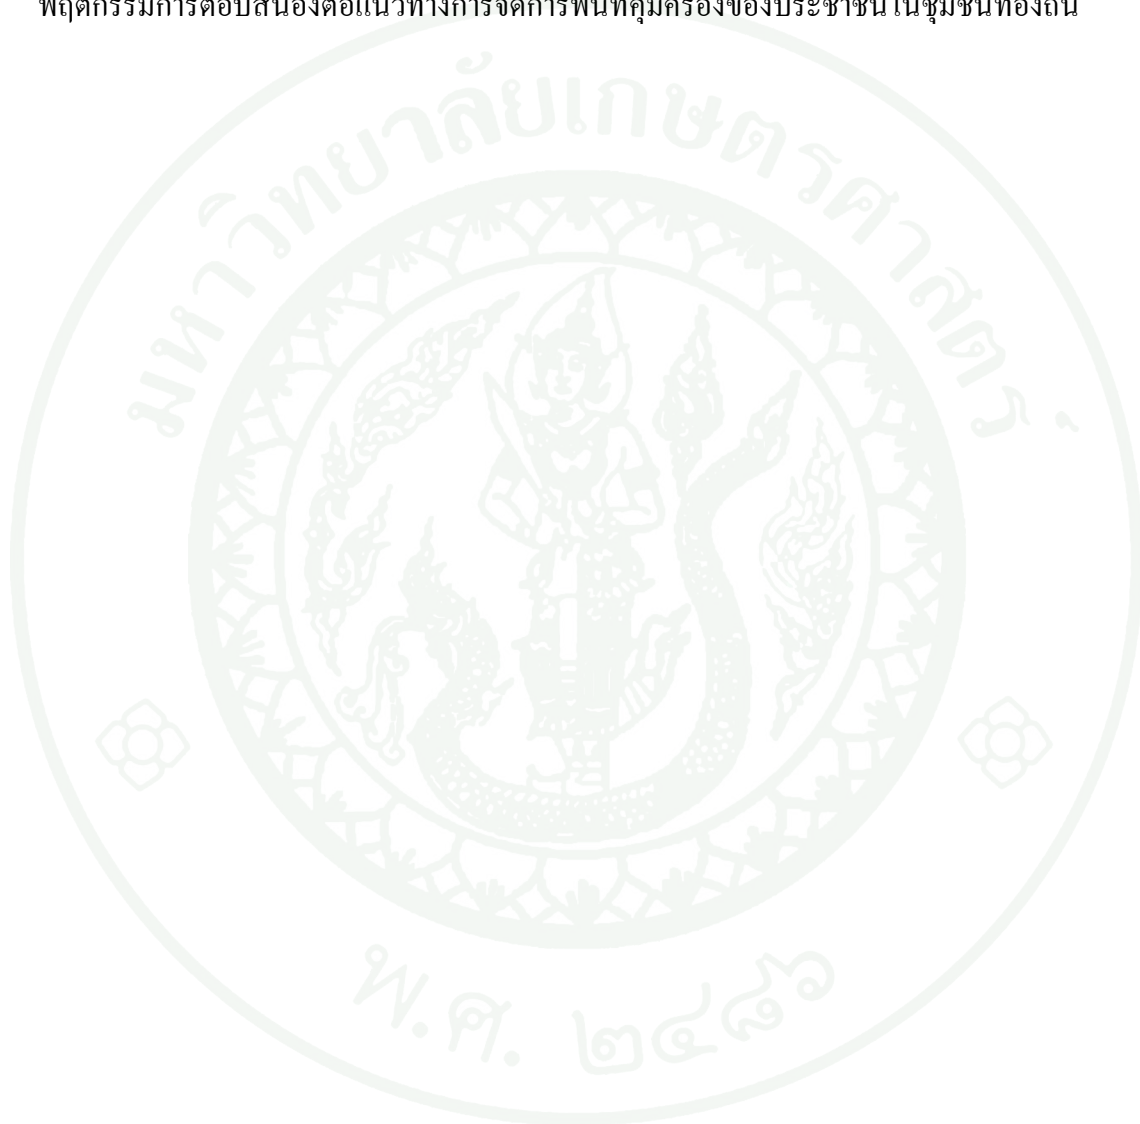 พฤติกรรมการตอบสนองต่อแนวทางการจัดการพื้นที่คุ้มครองของประชาชนในชุมชนท้องถิ่น
มหาวิทยาลัยเกษตรศาสตร์
พ.ศ. ๒๔๘๖